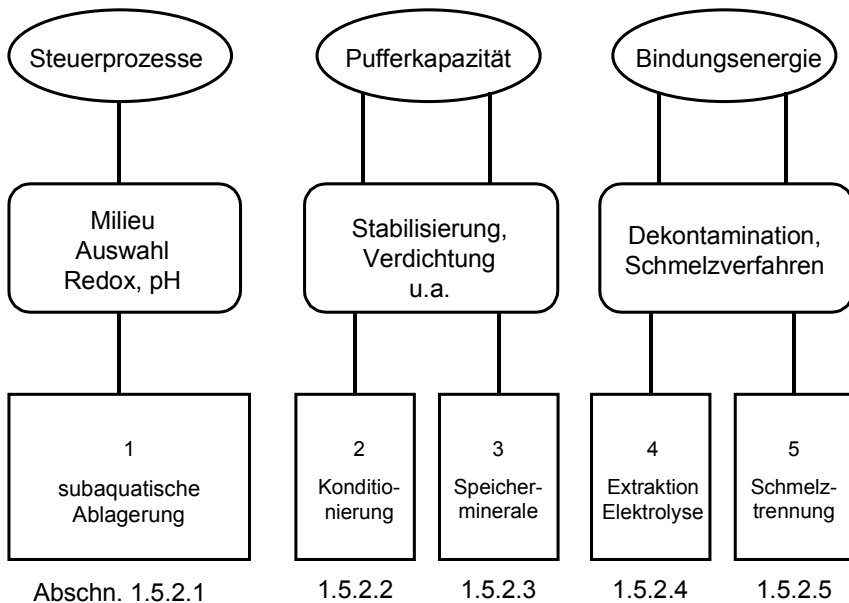 Steuerprozesse
Pufferkapazität
Bindungsenergie
Milieu
Auswahl
Redox, pH
Stabilisierung,
Verdichtung
u.a.
Dekontamination,
Schmelzverfahren
1
subaquatische
Ablagerung
2
Konditio-
nierung
3
Speicher-
minerale
4
Extraktion
Elektrolyse
5
Schmelz-
trennung
Abschn. 1.5.2.1
1.5.2.2
1.5.2.3
1.5.2.4
1.5.2.5